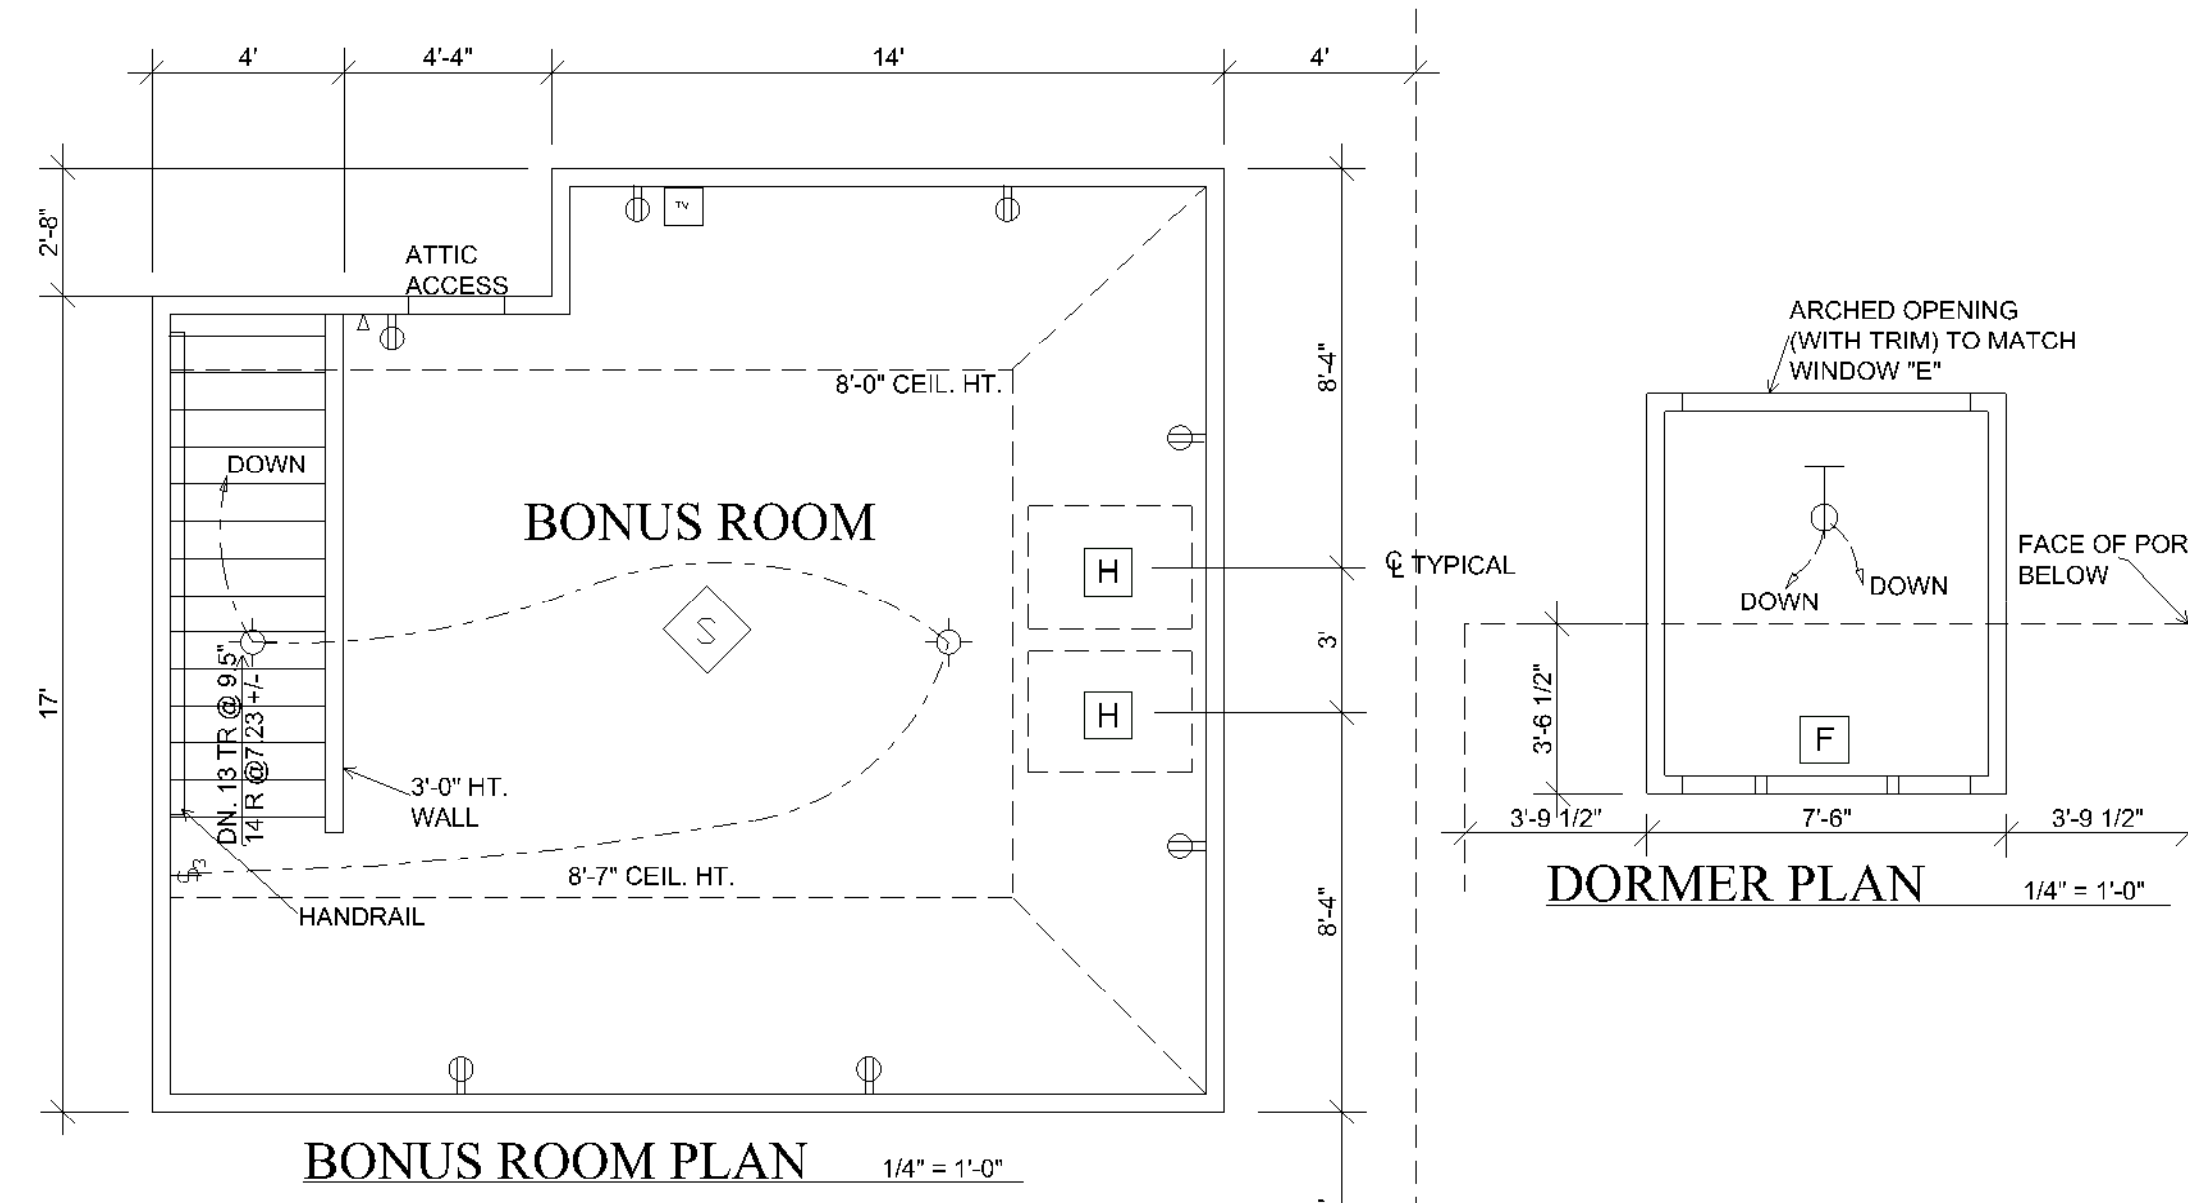 4'
4'-4"
14'
4'
2'-8"
ATTIC
ACCESS
TV
8'-0" CEIL. HT.
8'-4"
DOWN
BONUS ROOM
H
℄ TYPICAL
S
3'
H
17'
DN. 13 TR @ 9.5"
14 R @7.23 +/-
3'-0" HT.
WALL
3
8'-7" CEIL. HT.
HANDRAIL
8'-4"
BONUS ROOM PLAN
1/4" = 1'-0"
ARCHED OPENING
(WITH TRIM) TO MATCH
WINDOW "E"
FACE OF POR
BELOW
DOWN
DOWN
3'-6 1/2"
F
3'-9 1/2"
7'-6"
3'-9 1/2"
DORMER PLAN
1/4" = 1'-0"